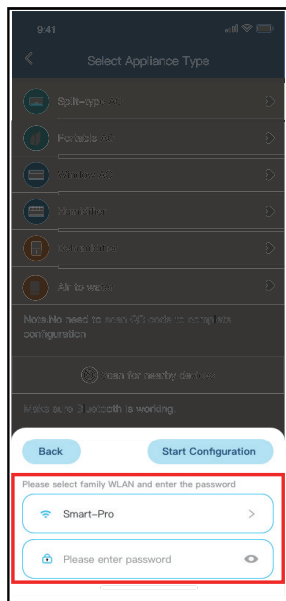 9:41
Select Appliance Type
Split-type AC
Portable AC
Window AC
Humidifier
Dehumidifier
Air to water
Note:No need to scan QR code to complete
configuration
Scan for nearby devices
Make sure Bluetooth is working.
Back
Start Configuration
Please select family WLAN and enter the password
Smart-Pro
Please enter password